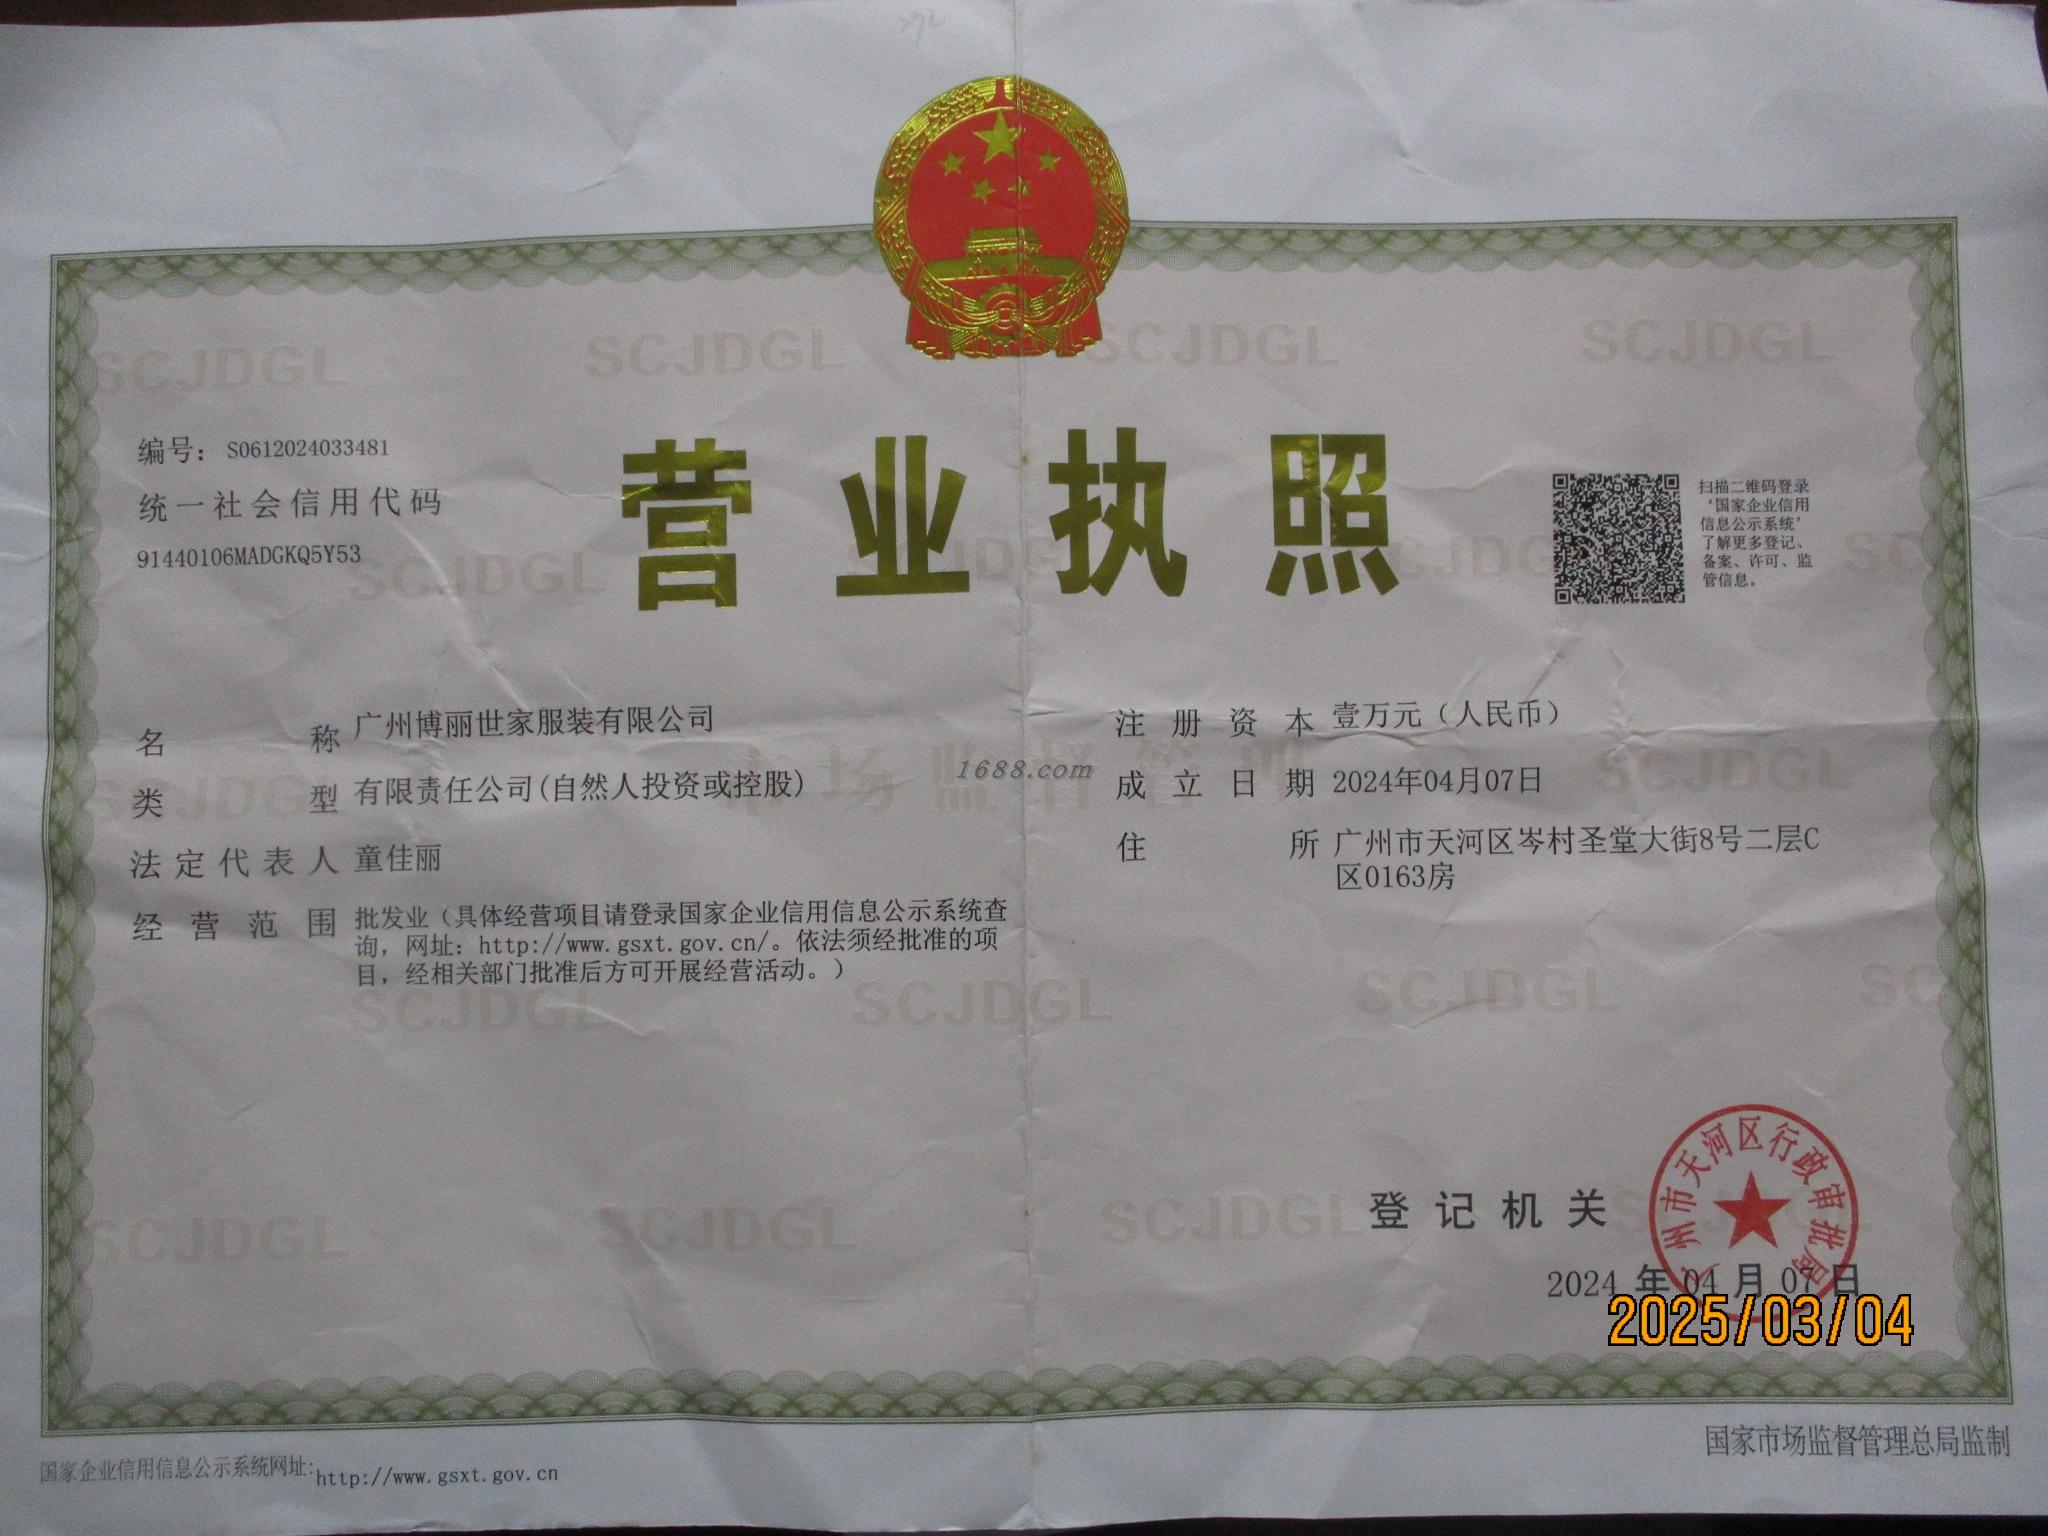 编号: S0612024033481
统一社会信用代码
91440106MADGKQ5Y53
营业执照
扫描二维码登录
‘国家企业信用
信息公示系统’
了解更多登记、
备案、许可、监
管信息。
名称 广州博丽世家服装有限公司
类型 有限责任公司(自然人投资或控股)
法定代表人 童佳丽
经营范围 批发业（具体经营项目请登录国家企业信用信息公示系统查
询，网址：http://www.gsxt.gov.cn/。依法须经批准的项
目，经相关部门批准后方可开展经营活动。）
注册资本 壹万元（人民币）
成立日期 2024年04月07日
住所 广州市天河区岑村圣堂大街8号二层C
区0163房
1688.com
SCJDGL
市场监督管理
登记机关
广州市天河区行政审批局
2024 年 04 月 07 日
2025/03/04
国家企业信用信息公示系统网址: http://www.gsxt.gov.cn
国家市场监督管理总局监制